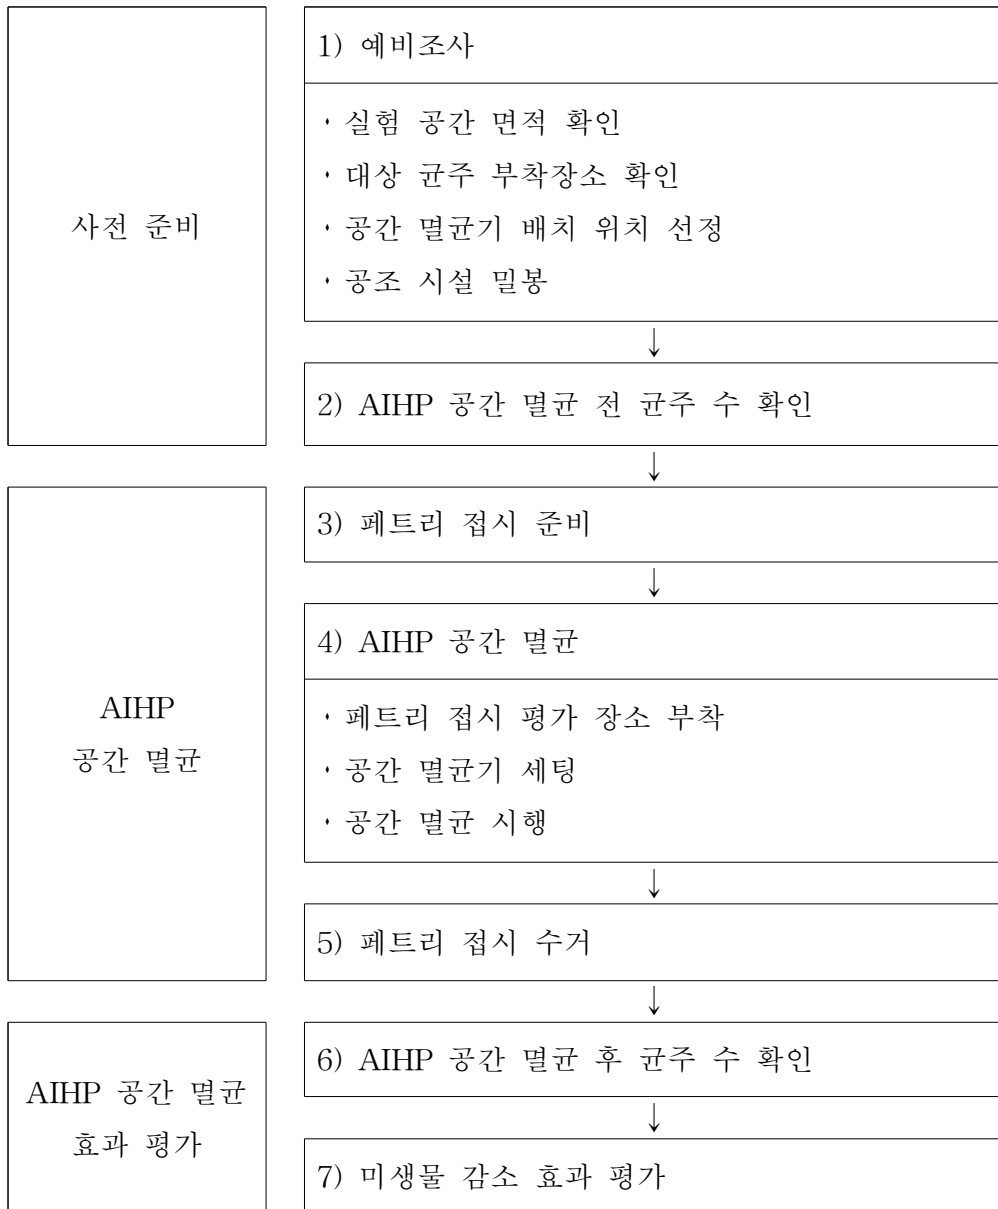 사전 준비
1) 예비조사
· 실험 공간 면적 확인
· 대상 균주 부착장소 확인
· 공간 멸균기 배치 위치 선정
· 공조 시설 밀봉
↓
2) AIHP 공간 멸균 전 균주 수 확인
↓
AIHP
공간 멸균
3) 페트리 접시 준비
↓
4) AIHP 공간 멸균
· 페트리 접시 평가 장소 부착
· 공간 멸균기 세팅
· 공간 멸균 시행
↓
5) 페트리 접시 수거
↓
AIHP 공간 멸균
효과 평가
6) AIHP 공간 멸균 후 균주 수 확인
↓
7) 미생물 감소 효과 평가